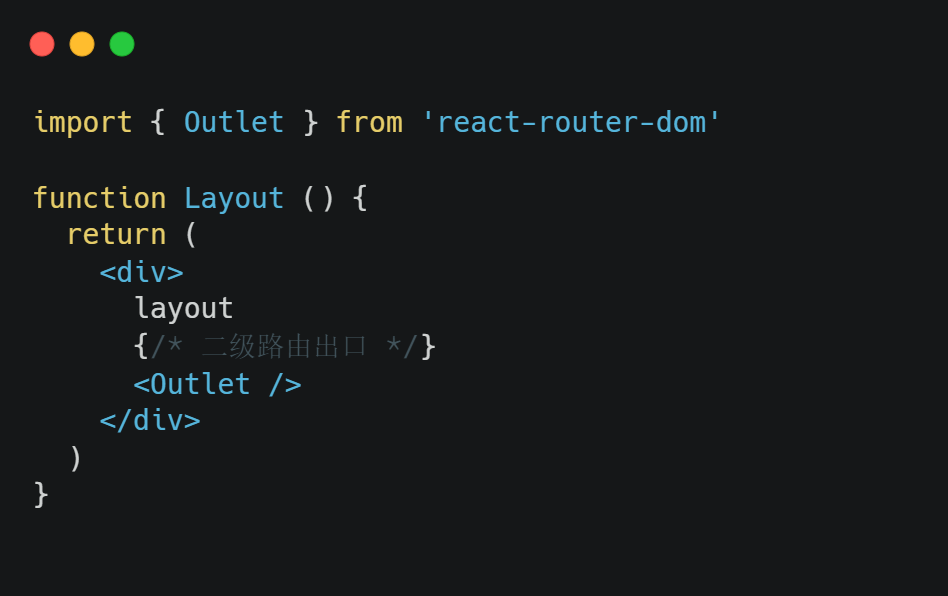 import { Outlet } from 'react-router-dom'

function Layout () {
  return (
    <div>
      layout
      {/* 二级路由出口 */}
      <Outlet />
    </div>
  )
}